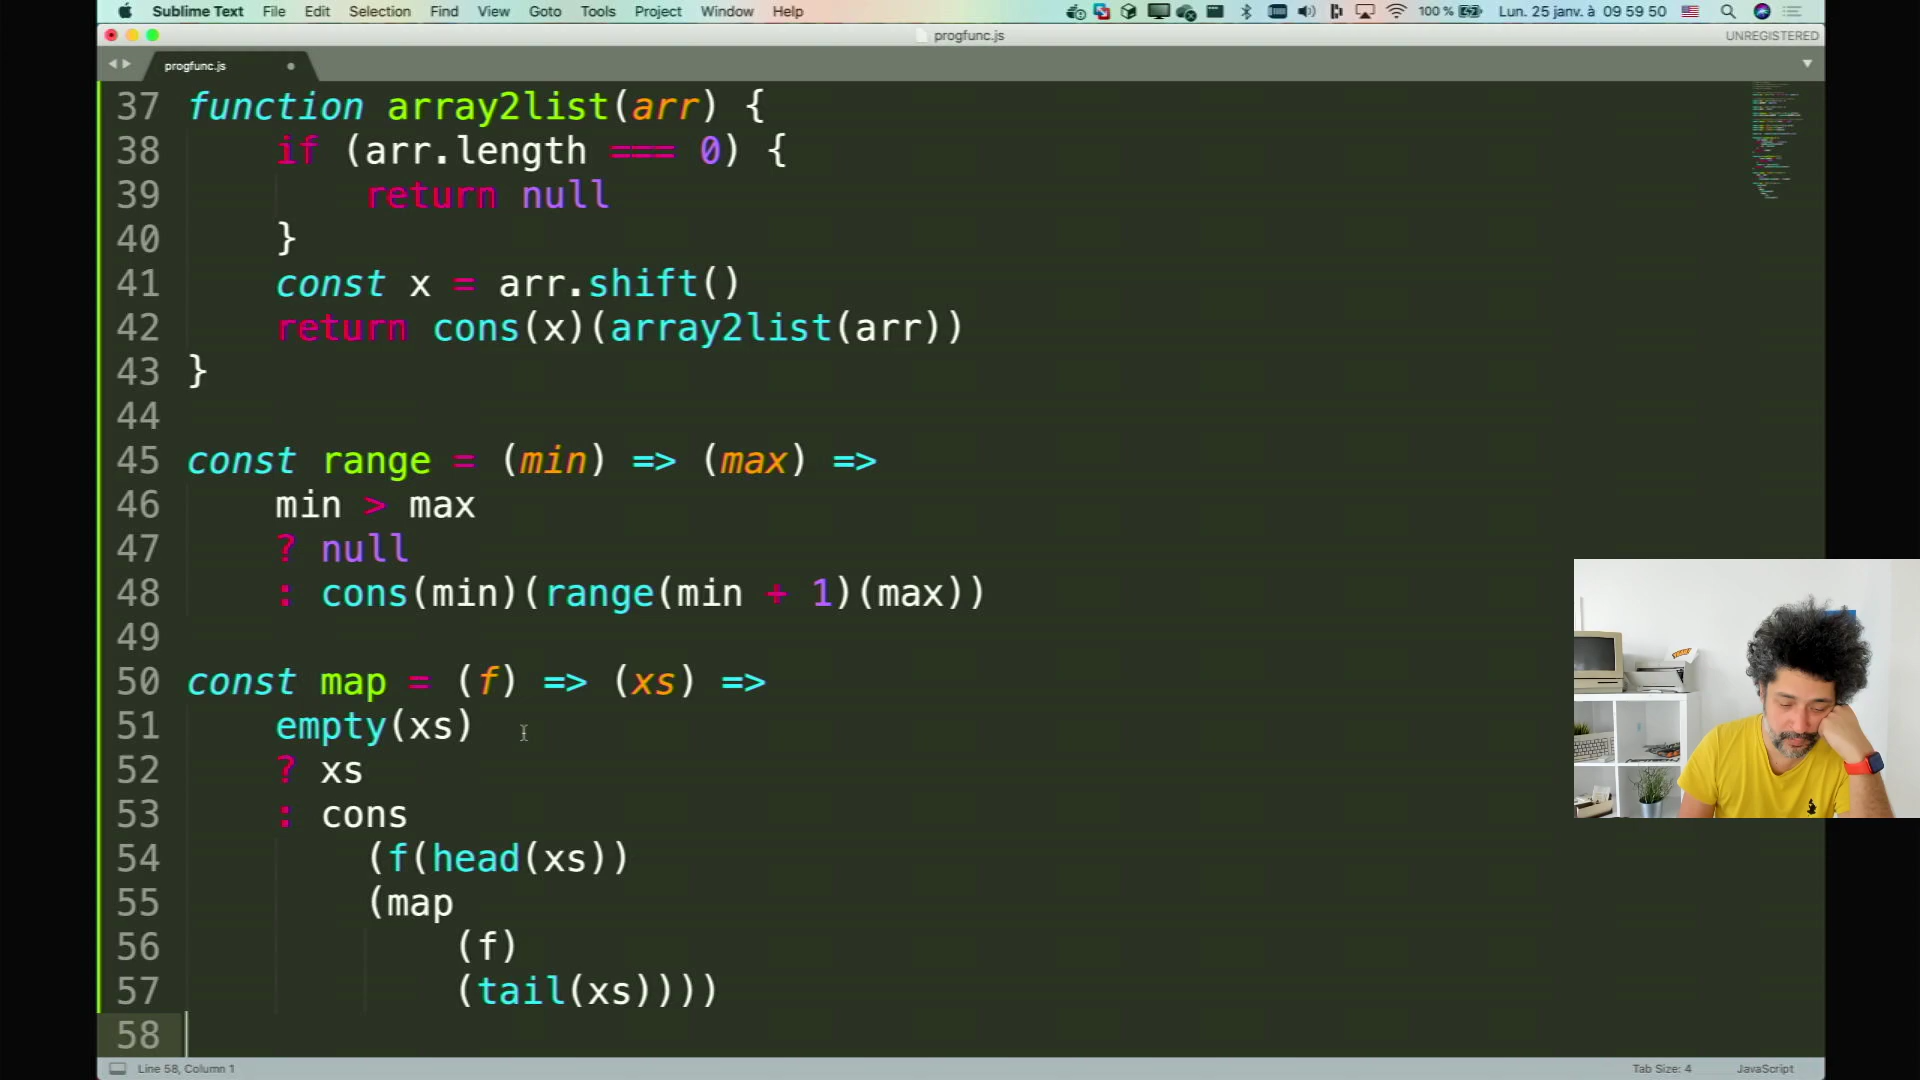 Sublime Text File Edit Selection Find View Goto Tools Project Window Help 100 % Lun. 25 janv. à 09 59 50
progfunc.js UNREGISTERED
progfunc.js
37 function array2list(arr) {
38 if (arr.length === 0) {
39 return null
40 }
41 const x = arr.shift()
42 return cons(x)(array2list(arr))
43 }
44
45 const range = (min) => (max) =>
46 min > max
47 ? null
48 : cons(min)(range(min + 1)(max))
49
50 const map = (f) => (xs) =>
51 empty(xs)
52 ? xs
53 : cons
54 (f(head(xs))
55 (map
56 (f)
57 (tail(xs))))
58
Line 58, Column 1 Tab Size: 4 JavaScript